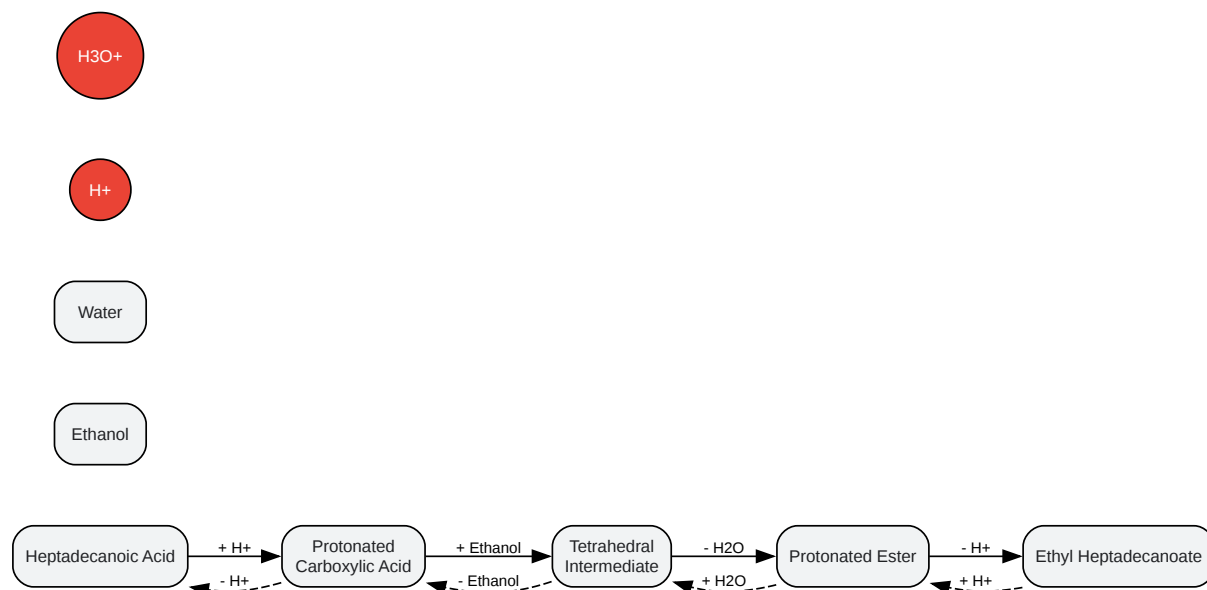 H3O+
H+
Water
Ethanol
Heptadecanoic Acid
+ H+
- H+
Protonated
Carboxylic Acid
+ Ethanol
- Ethanol
Tetrahedral
Intermediate
- H2O
+ H2O
Protonated Ester
- H+
+ H+
Ethyl Heptadecanoate